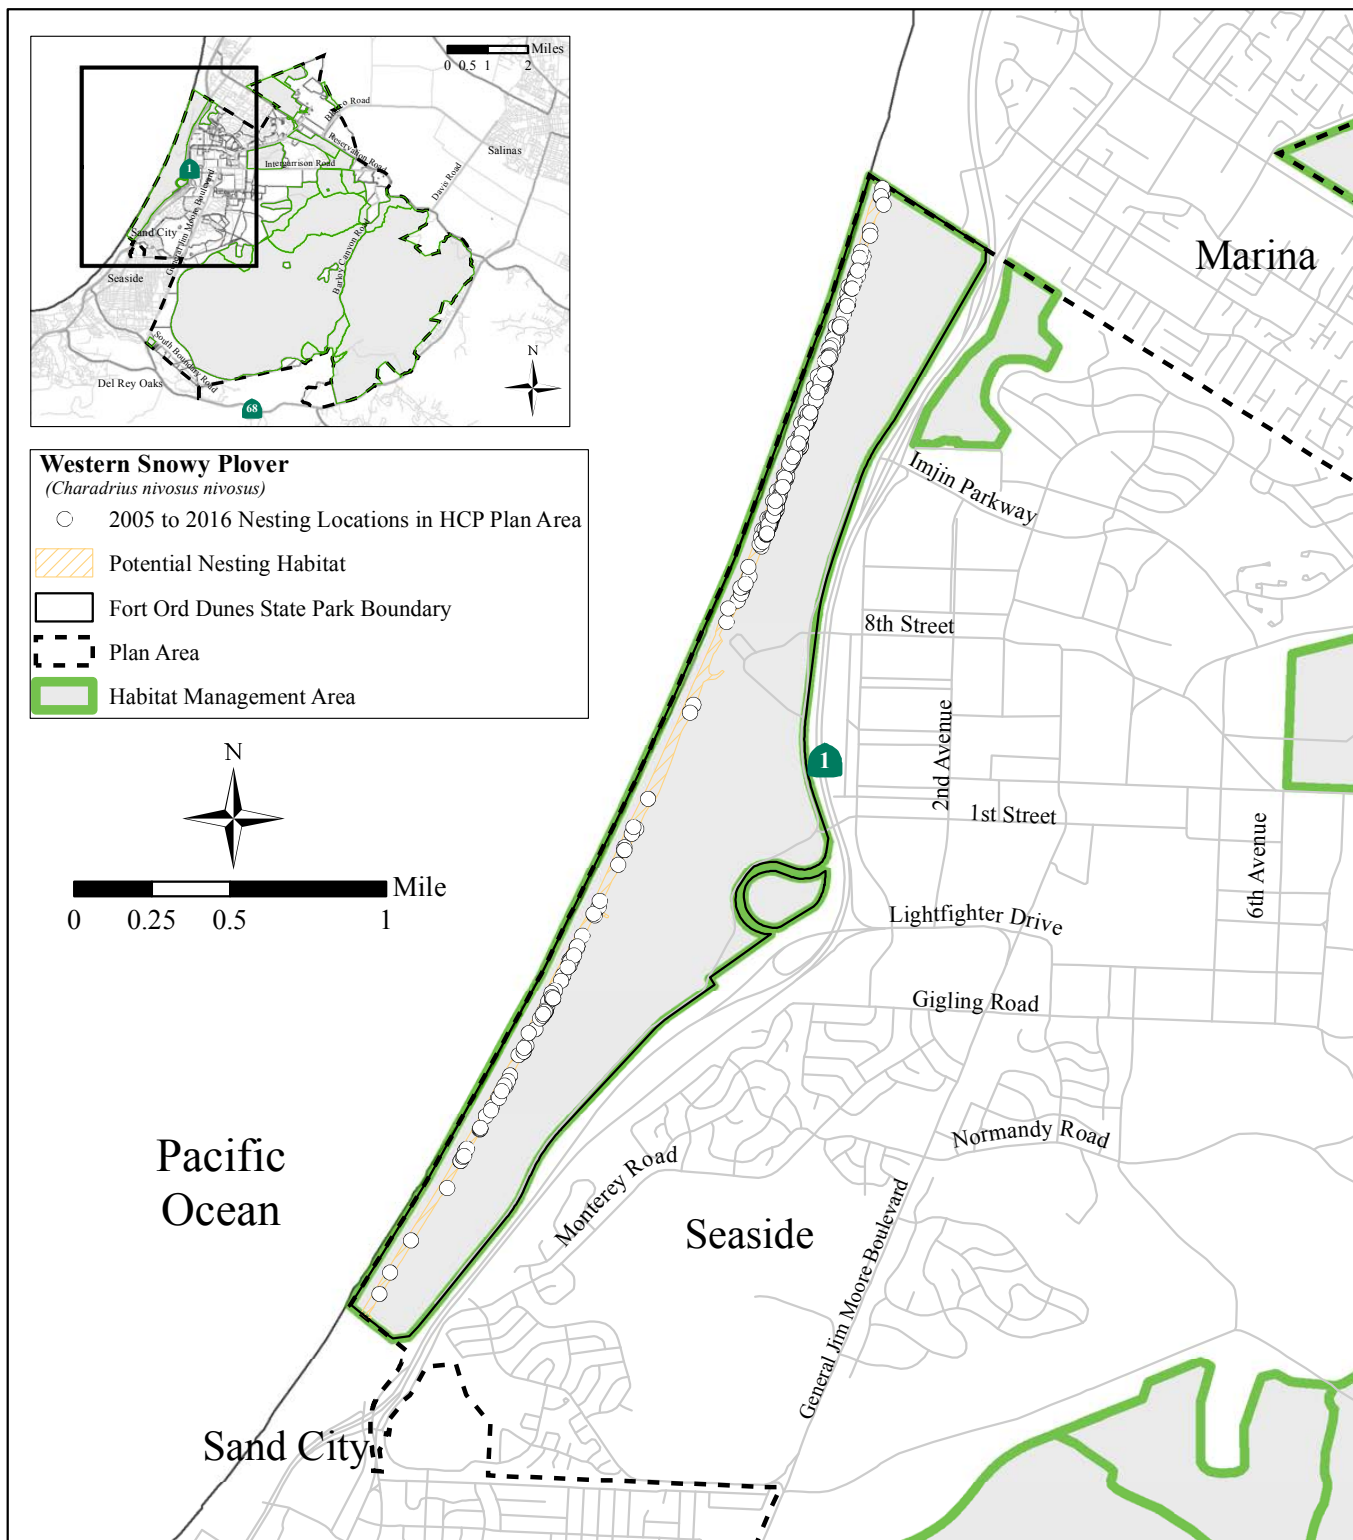 Miles
0 0.5 1 2
Blanco Road
Reservation Road
Salinas
Intergarrison Road
Davis Road
1
General Jim Moore Boulevard
Sand City
Barloy Canyon Road
Seaside
South Boundary Road
N
Del Rey Oaks
68
Western Snowy Plover
(Charadrius nivosus nivosus)
2005 to 2016 Nesting Locations in HCP Plan Area
Potential Nesting Habitat
Fort Ord Dunes State Park Boundary
Plan Area
Habitat Management Area
N
Mile
0 0.25 0.5 1
Marina
Imjin Parkway
8th Street
2nd Avenue
1
1st Street
6th Avenue
Lightfighter Drive
Gigling Road
Normandy Road
Monterey Road
Pacific
Ocean
Seaside
General Jim Moore Boulevard
Sand City